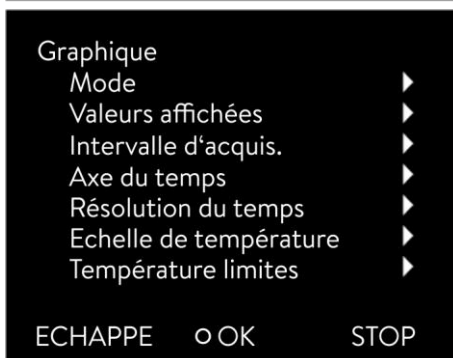 Graphique
Mode
Valeurs affichées
Intervalle d‘acquis.
Axe du temps
Résolution du temps
Echelle de température
Température limites
ECHAPPE OK STOP